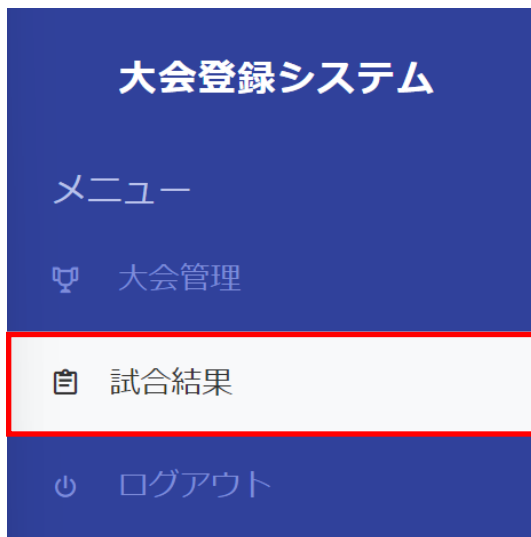 大会登録システム
メニュー
大会管理
試合結果
ログアウト